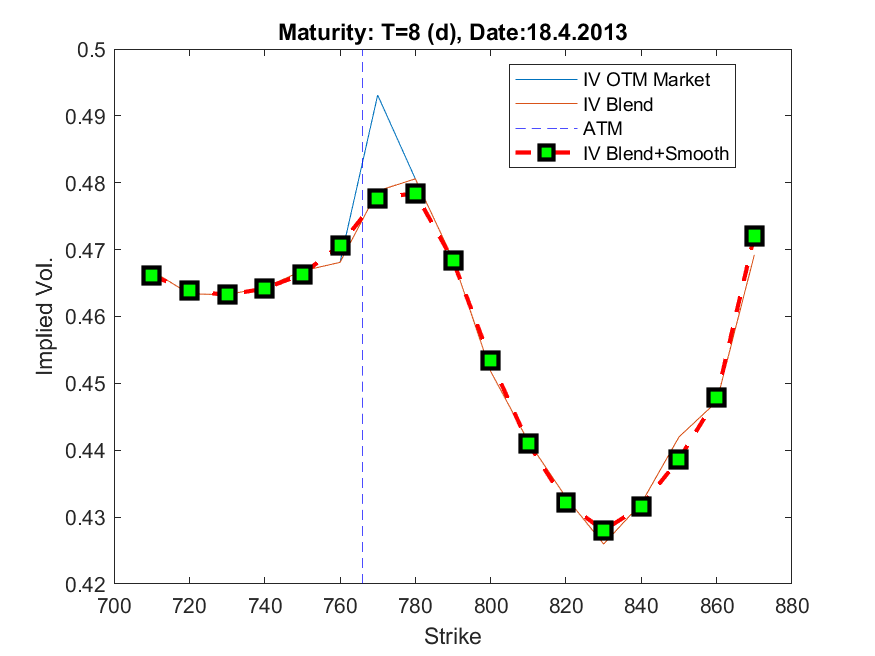 Maturity: T=8 (d), Date:18.4.2013
0.5
0.49
0.48
0.47
0.46
0.45
0.44
0.43
0.42
Implied Vol.
IV OTM Market
IV Blend
ATM
IV Blend+Smooth
700 720 740 760 780 800 820 840 860 880
Strike